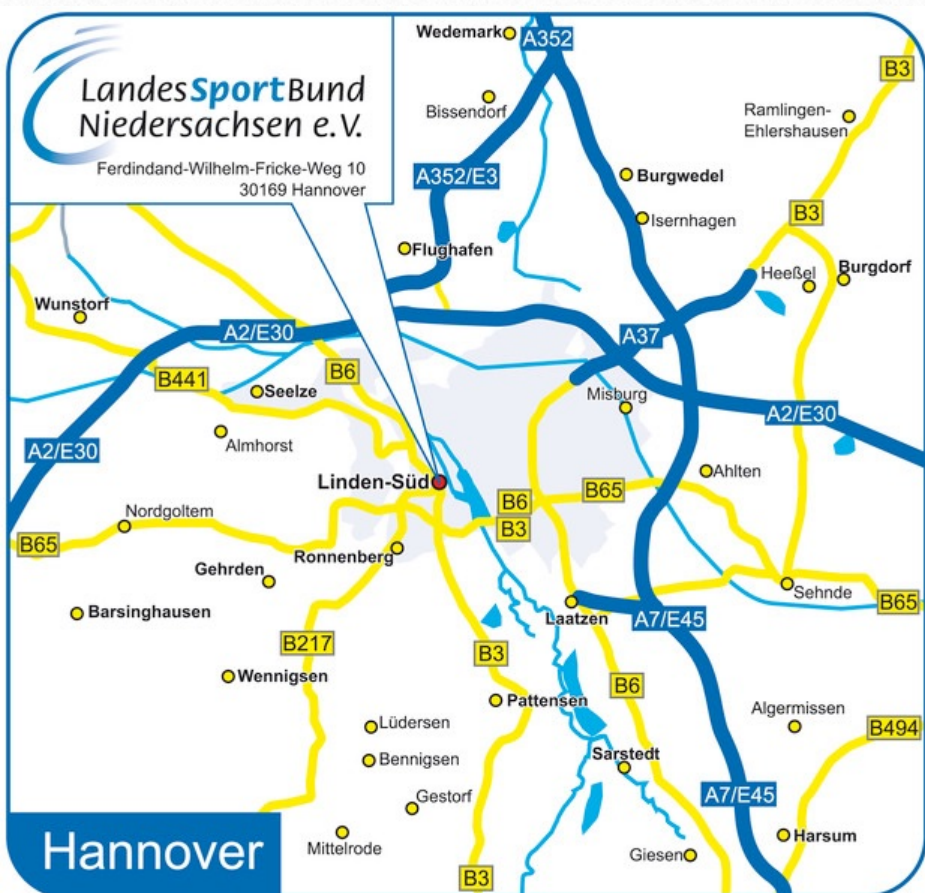 LandesSportBund
Niedersachsen e.V.
Ferdindand-Wilhelm-Fricke-Weg 10
30169 Hannover
Wedemark
A352
B3
Bissendorf
Ramlingen-
Ehlershausen
A352/E3
Burgwedel
B3
Isernhagen
Flughafen
Heeßel
Burgdorf
Wunstorf
A2/E30
A37
B6
B441
Seelze
Misburg
A2/E30
Almhorst
A2/E30
Linden-Süd
Ahlten
B6
B65
B3
Nordgoltem
B65
Ronnenberg
Gehrden
Sehnde
B65
Barsinghausen
Laatzen
A7/E45
B217
B3
Wennigsen
B6
Pattensen
Algermissen
Lüdersen
B494
Bennigsen
Sarstedt
A7/E45
Gestorf
Harsum
Mittelrode
Giesen
B3
Hannover